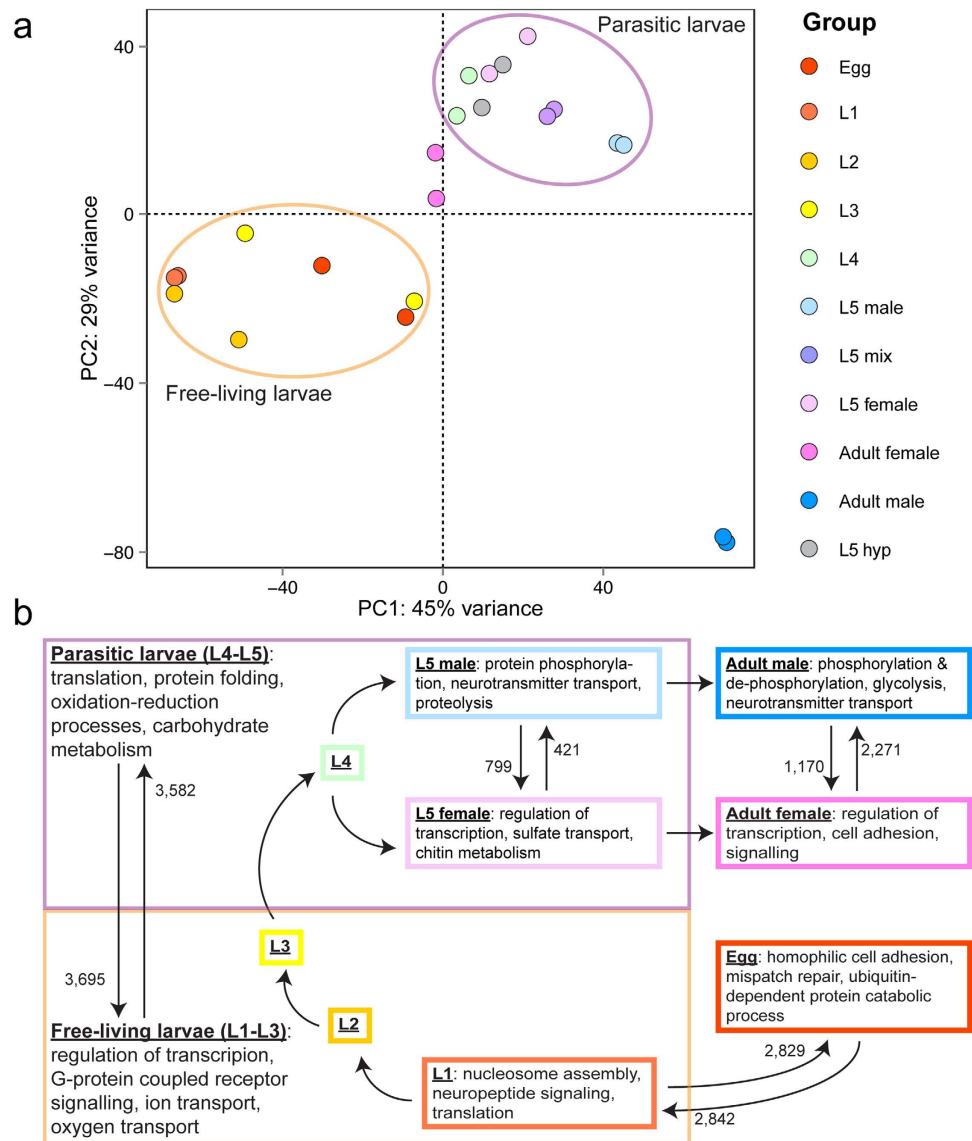 a
Parasitic larvae
Free-living larvae
40
0
−40
−80
PC2: 29% variance
−40
0
40
PC1: 45% variance
Group
Egg
L1
L2
L3
L4
L5 male
L5 mix
L5 female
Adult female
Adult male
L5 hyp
b
Parasitic larvae (L4-L5):
translation, protein folding,
oxidation-reduction
processes, carbohydrate
metabolism
3,582
3,695
Free-living larvae (L1-L3):
regulation of transcripion,
G-protein coupled receptor
signalling, ion transport,
oxygen transport
L4
L3
L2
L5 male: protein phosphoryla-
tion, neurotransmitter transport,
proteolysis
799
421
L5 female: regulation of
transcription, sulfate transport,
chitin metabolism
Adult male: phosphorylation &
de-phosphorylation, glycolysis,
neurotransmitter transport
1,170
2,271
Adult female: regulation of
transcription, cell adhesion,
signalling
Egg: homophilic cell adhesion,
mispatch repair, ubiquitin-
dependent protein catabolic
process
2,829
2,842
L1: nucleosome assembly,
neuropeptide signaling,
translation